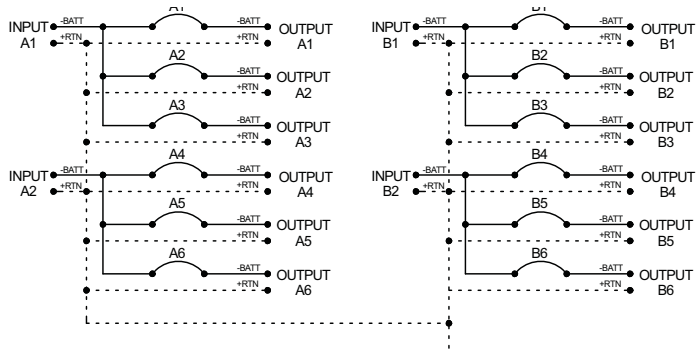 A1 B1
INPUT -BATT -BATT OUTPUT INPUT -BATT -BATT OUTPUT
A1 +RTN +RTN A1 B1 +RTN +RTN B1
A2 B2
-BATT OUTPUT -BATT OUTPUT
+RTN A2 +RTN B2
A3 B3
-BATT OUTPUT -BATT OUTPUT
+RTN A3 +RTN B3
A4 B4
INPUT -BATT -BATT OUTPUT INPUT -BATT -BATT OUTPUT
A2 +RTN +RTN A4 B2 +RTN +RTN B4
A5 B5
-BATT OUTPUT -BATT OUTPUT
+RTN A5 +RTN B5
A6 B6
-BATT OUTPUT -BATT OUTPUT
+RTN A6 +RTN B6